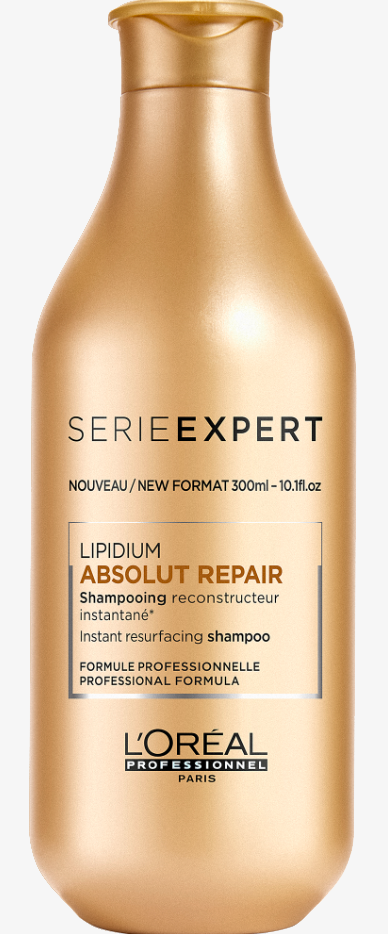 SERIEEXPERT
NOUVEAU / NEW FORMAT 300ml - 10.1fl.oz
LIPIDIUM
ABSOLUT REPAIR
Shampooing reconstructeur
instantané*
Instant resurfacing shampoo
FORMULE PROFESSIONNELLE
PROFESSIONAL FORMULA
L'ORÉAL
PROFESSIONNEL
PARIS